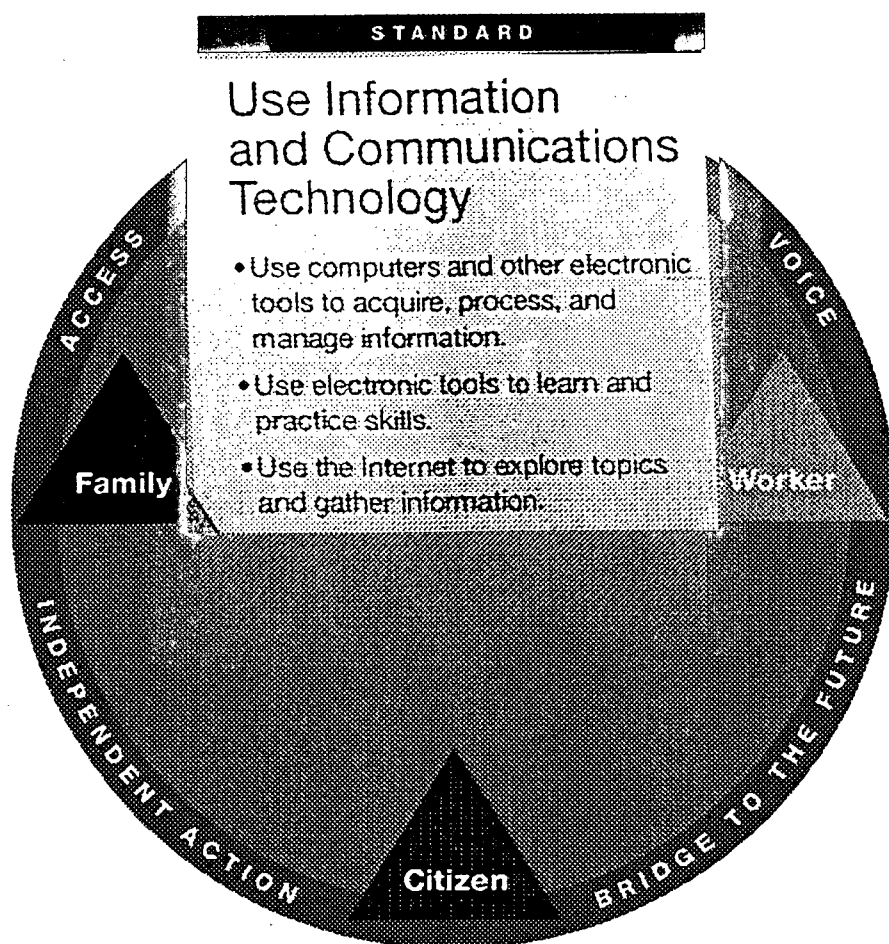 STANDARD
Use Information
and Communications
Technology
•Use computers and other electronic
tools to acquire, process, and
manage information.
•Use electronic tools to learn and
practice skills.
•Use the Internet to explore topics
and gather information.
ACCESS
VOICE
Family
Worker
INDEPENDENT ACTION
BRIDGE TO THE FUTURE
Citizen